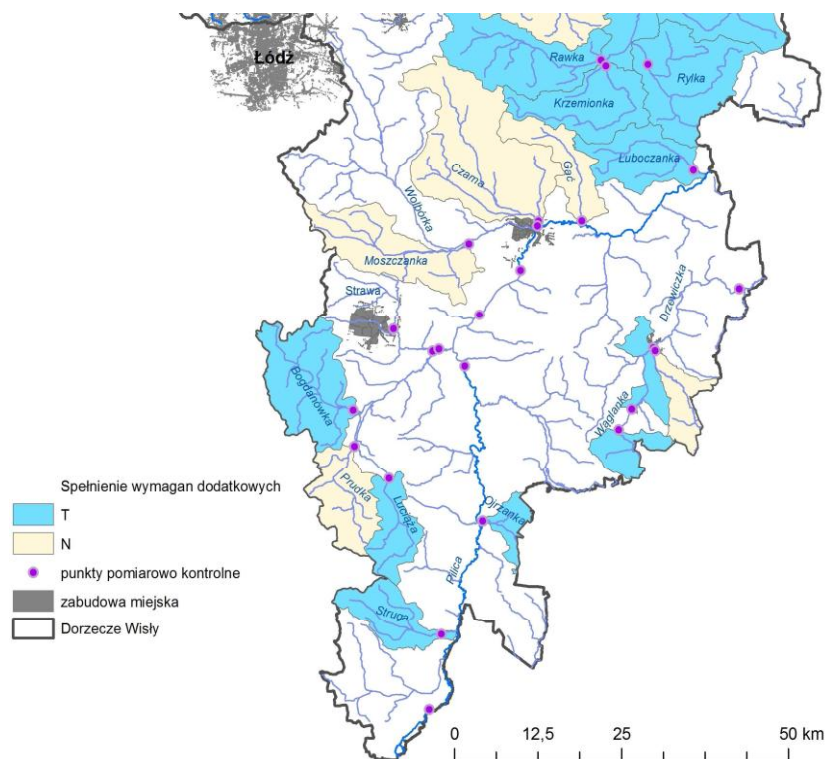 Łódź
Rawka
Rylka
Krzemionka
Luboczanka
Czarna
Gać
Wolbórka
Moszczanka
Strawa
Drzewiczka
Bogdanówka
Wąglanka
Prudka
Luciąża
Ojrzanka
Pilica
Struga
Spełnienie wymagan dodatkowych
T
N
punkty pomiarowo kontrolne
zabudowa miejska
Dorzecze Wisły
0 12,5 25 50 km